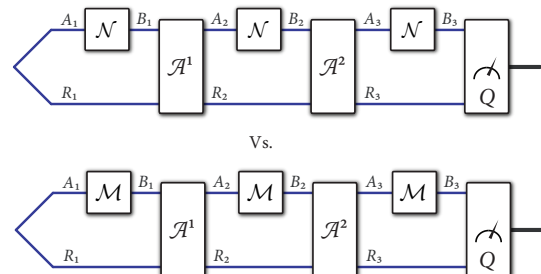 A₁ 𝒩 B₁ 𝒜¹ A₂ 𝒩 B₂ 𝒜² A₃ 𝒩 B₃
R₁ R₂ R₃ Q
Vs.
A₁ ℳ B₁ 𝒜¹ A₂ ℳ B₂ 𝒜² A₃ ℳ B₃
R₁ R₂ R₃ Q